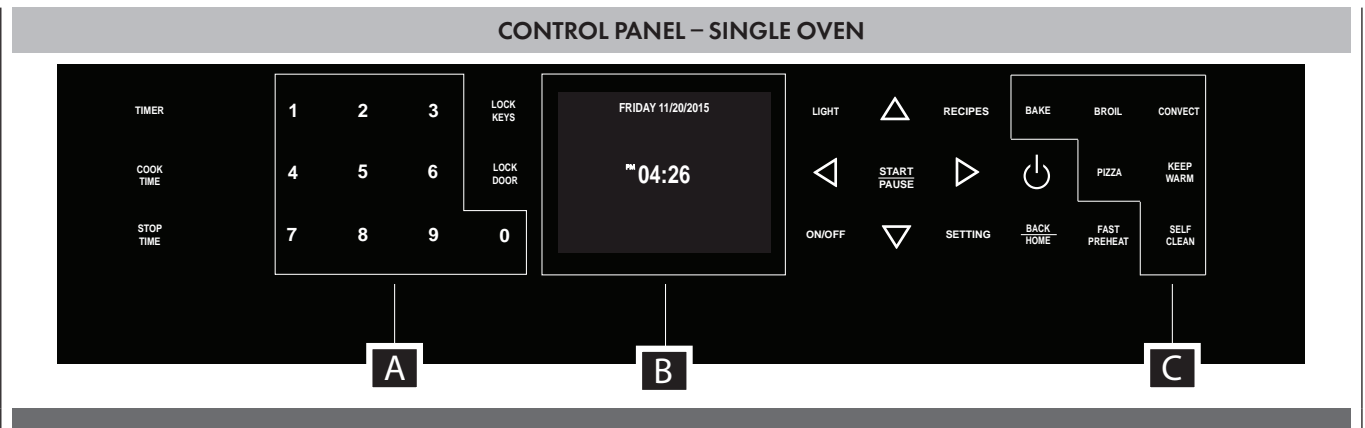 CONTROL PANEL – SINGLE OVEN
TIMER
1 2 3
LOCK
KEYS
FRIDAY 11/20/2015
LIGHT
RECIPES
BAKE
BROIL
CONVECT
COOK
TIME
4 5 6
LOCK
DOOR
PM 04:26
START
PAUSE
PIZZA
KEEP
WARM
STOP
TIME
7 8 9 0
ON/OFF
SETTING
BACK
HOME
FAST
PREHEAT
SELF
CLEAN
A
B
C